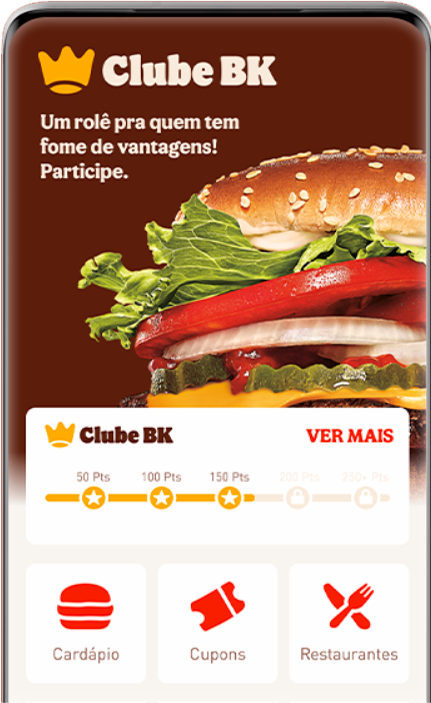 Clube BK
Um rolê pra quem tem
fome de vantagens!
Participe.
Clube BK VER MAIS
50 Pts 100 Pts 150 Pts 200 Pts 250+ Pts
Cardápio Cupons Restaurantes